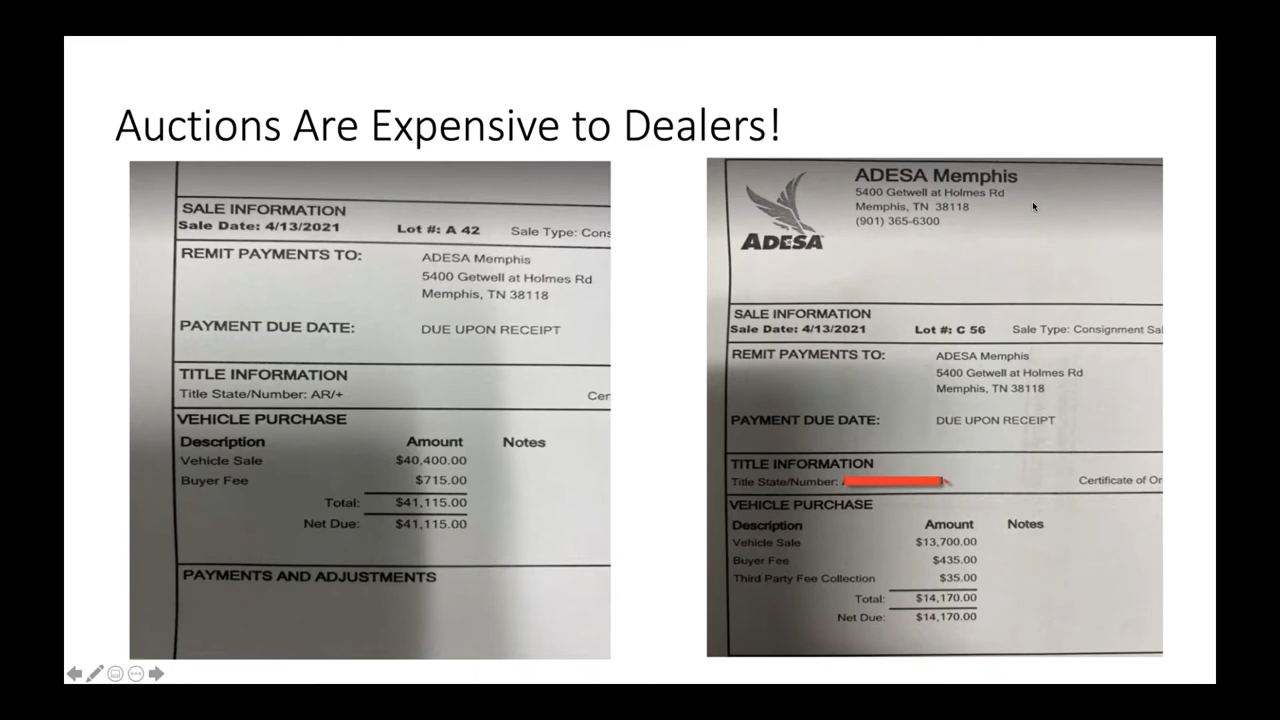 Auctions Are Expensive to Dealers!
SALE INFORMATION
Sale Date: 4/13/2021 Lot #: A 42 Sale Type: Cons
REMIT PAYMENTS TO: ADESA Memphis
5400 Getwell at Holmes Rd
Memphis, TN 38118
PAYMENT DUE DATE: DUE UPON RECEIPT
TITLE INFORMATION
Title State/Number: AR/+ Cer
VEHICLE PURCHASE
Description Amount Notes
Vehicle Sale $40,400.00
Buyer Fee $715.00
Total: $41,115.00
Net Due: $41,115.00
PAYMENTS AND ADJUSTMENTS
ADESA
ADESA Memphis
5400 Getwell at Holmes Rd
Memphis, TN 38118
(901) 365-6300
SALE INFORMATION
Sale Date: 4/13/2021 Lot #: C 56 Sale Type: Consignment Sal
REMIT PAYMENTS TO: ADESA Memphis
5400 Getwell at Holmes Rd
Memphis, TN 38118
PAYMENT DUE DATE: DUE UPON RECEIPT
TITLE INFORMATION
Title State/Number: Certificate of Or
VEHICLE PURCHASE
Description Amount Notes
Vehicle Sale $13,700.00
Buyer Fee $435.00
Third Party Fee Collection $35.00
Total: $14,170.00
Net Due: $14,170.00